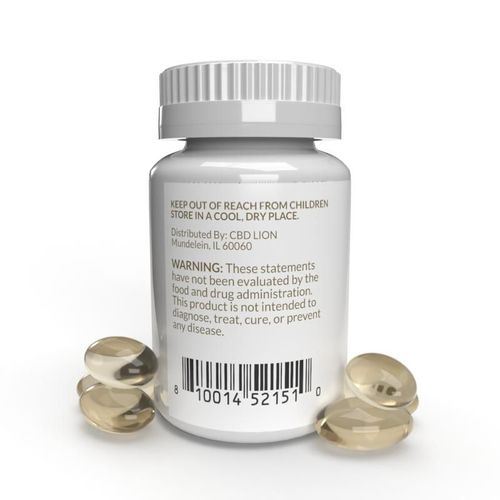 KEEP OUT OF REACH FROM CHILDREN
STORE IN A COOL, DRY PLACE.
Distributed By: CBD LION
Mundelein, IL 60060
WARNING: These statements
have not been evaluated by the
food and drug administration.
This product is not intended to
diagnose, treat, cure, or prevent
any disease.
8 10014 52151 0